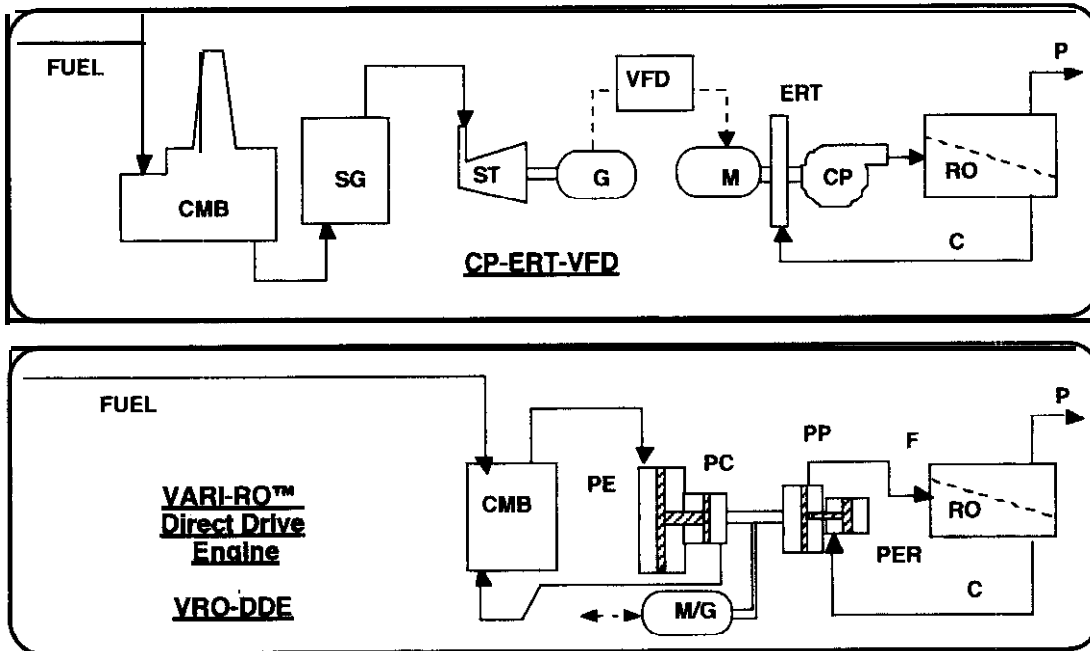 FUEL
CMB
SG
ST
G
VFD
M
ERT
CP
RO
P
C
CP-ERT-VFD
FUEL
VARI-RO™
Direct Drive
Engine
VRO-DDE
CMB
PE
PC
M/G
PP
F
PER
RO
P
C